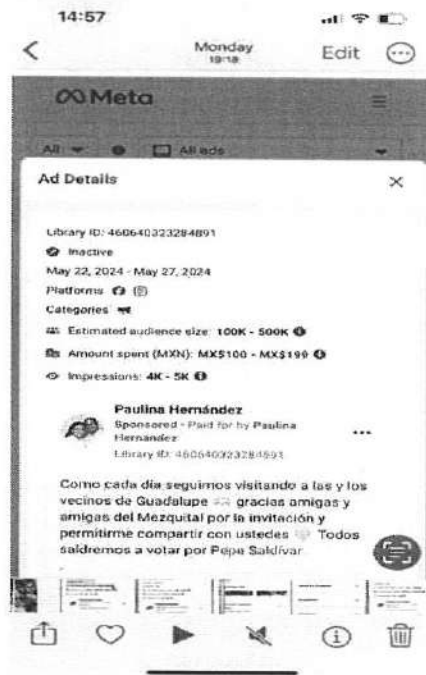 14:57
Monday
19:18
Edit
Meta
All
All ads
Ad Details
Library ID: 460640323284891
Inactive
May 22, 2024 - May 27, 2024
Platforms
Categories
Estimated audience size: 100K - 500K
Amount spent (MXN): MX$100 - MX$199
Impressions: 4K - 5K
Paulina Hernández
Sponsored • Paid for by Paulina
Hernandez
Library ID: 460640323284891
Como cada día seguimos visitando a las y los
vecinos de Guadalupe gracias amigas y
amigas del Mezquital por la invitación y
permitirme compartir con ustedes Todos
saldremos a votar por Pepe Saldívar